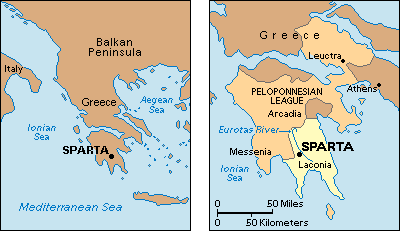 Balkan
Peninsula
Italy
Greece
Aegean
Sea
Ionian
Sea
SPARTA
Mediterranean Sea
Greece
Leuctra
Athens
PELOPONNESIAN
LEAGUE
Arcadia
Eurotas River
Messenia
SPARTA
Laconia
Ionian
Sea
0 50 Miles
0 50 Kilometers